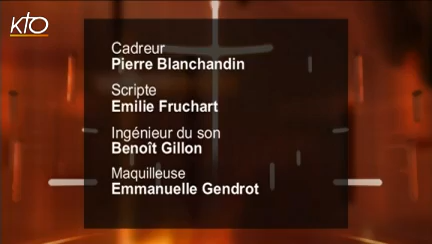 KTO
Cadreur
Pierre Blanchandin
Scripte
Emilie Fruchart
Ingénieur du son
Benoît Gillon
Maquilleuse
Emmanuelle Gendrot